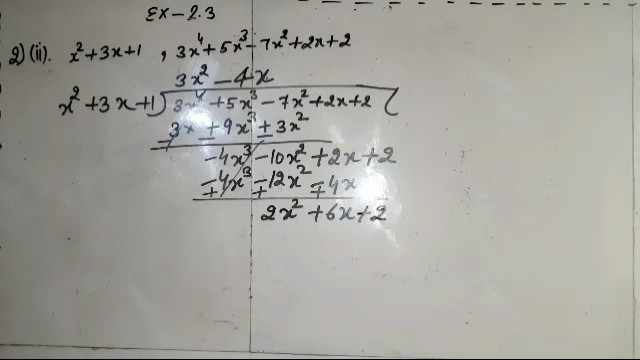 Ex-2.3
2)(ii). x²+3x+1 , 3x⁴+5x³-7x²+2x+2
3x²-4x
x²+3x+1) 3x⁴+5x³-7x²+2x+2
3x⁴+9x³+3x²
- - -
-4x³-10x²+2x+2
-4x³-12x²-4x
+ + +
2x²+6x+2